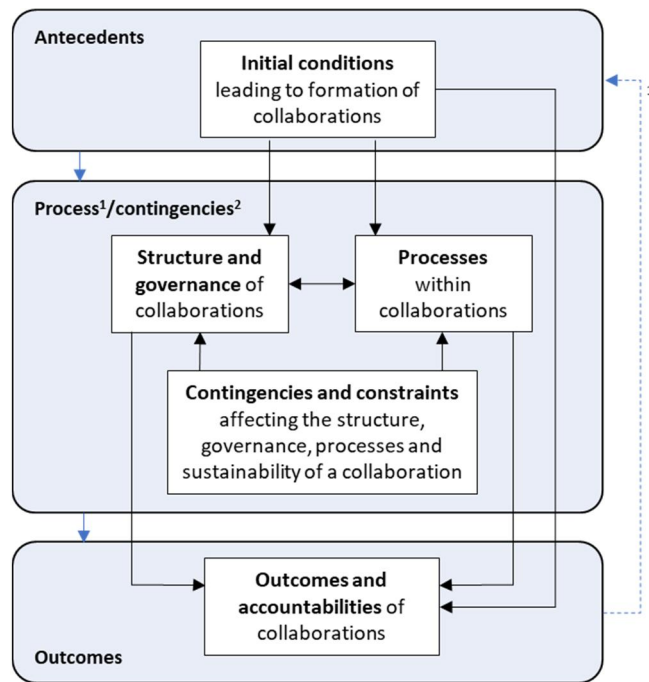 Antecedents
Initial conditions
leading to formation of
collaborations
Process¹/contingencies²
Structure and
governance of
collaborations
Processes
within
collaborations
Contingencies and constraints
affecting the structure,
governance, processes and
sustainability of a collaboration
Outcomes and
accountabilities of
collaborations
Outcomes